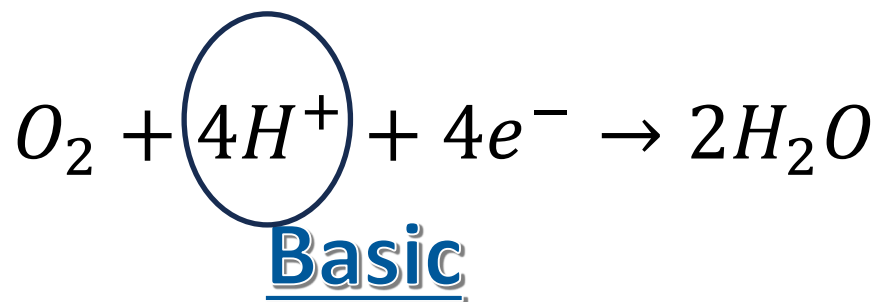 O₂ + 4H⁺ + 4e⁻ → 2H₂O
Basic